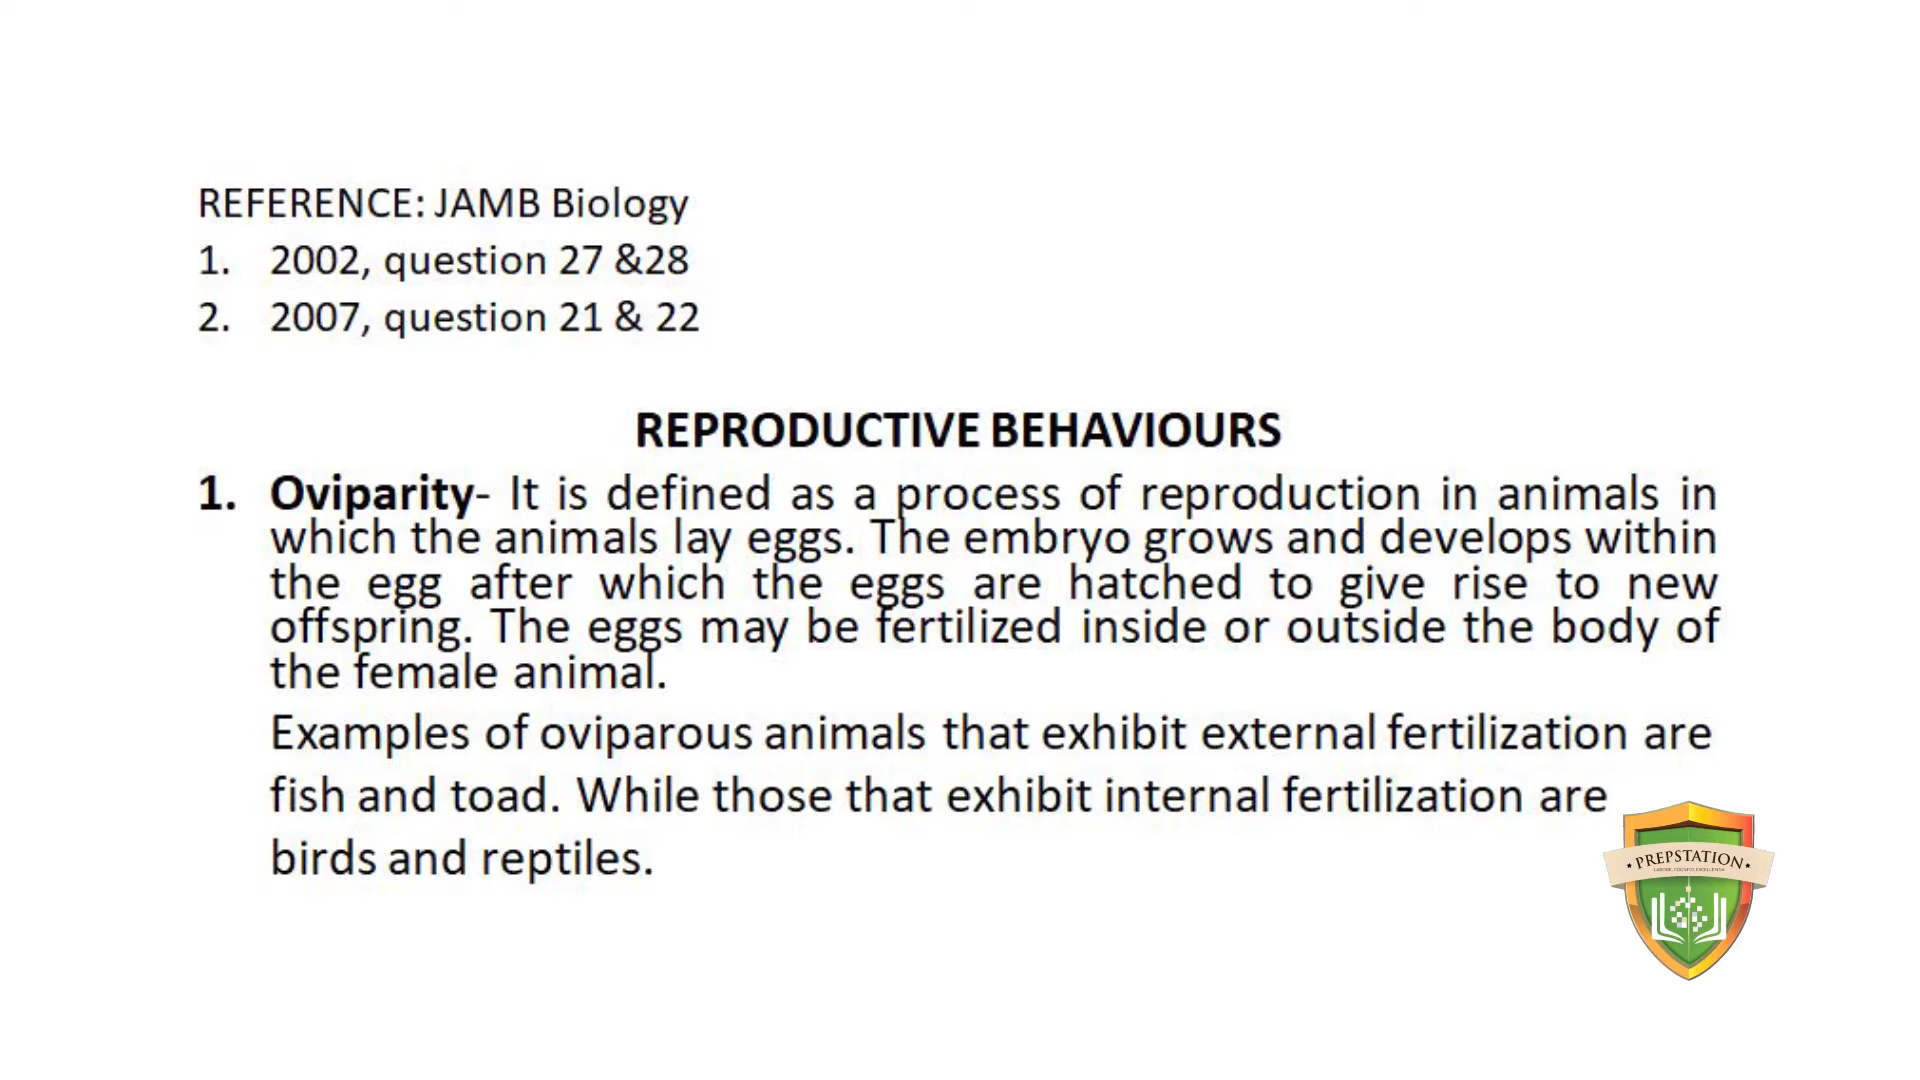 REFERENCE: JAMB Biology
1. 2002, question 27 &28
2. 2007, question 21 & 22
REPRODUCTIVE BEHAVIOURS
1. Oviparity- It is defined as a process of reproduction in animals in
which the animals lay eggs. The embryo grows and develops within
the egg after which the eggs are hatched to give rise to new
offspring. The eggs may be fertilized inside or outside the body of
the female animal.
Examples of oviparous animals that exhibit external fertilization are
fish and toad. While those that exhibit internal fertilization are
birds and reptiles.
PREPSTATION